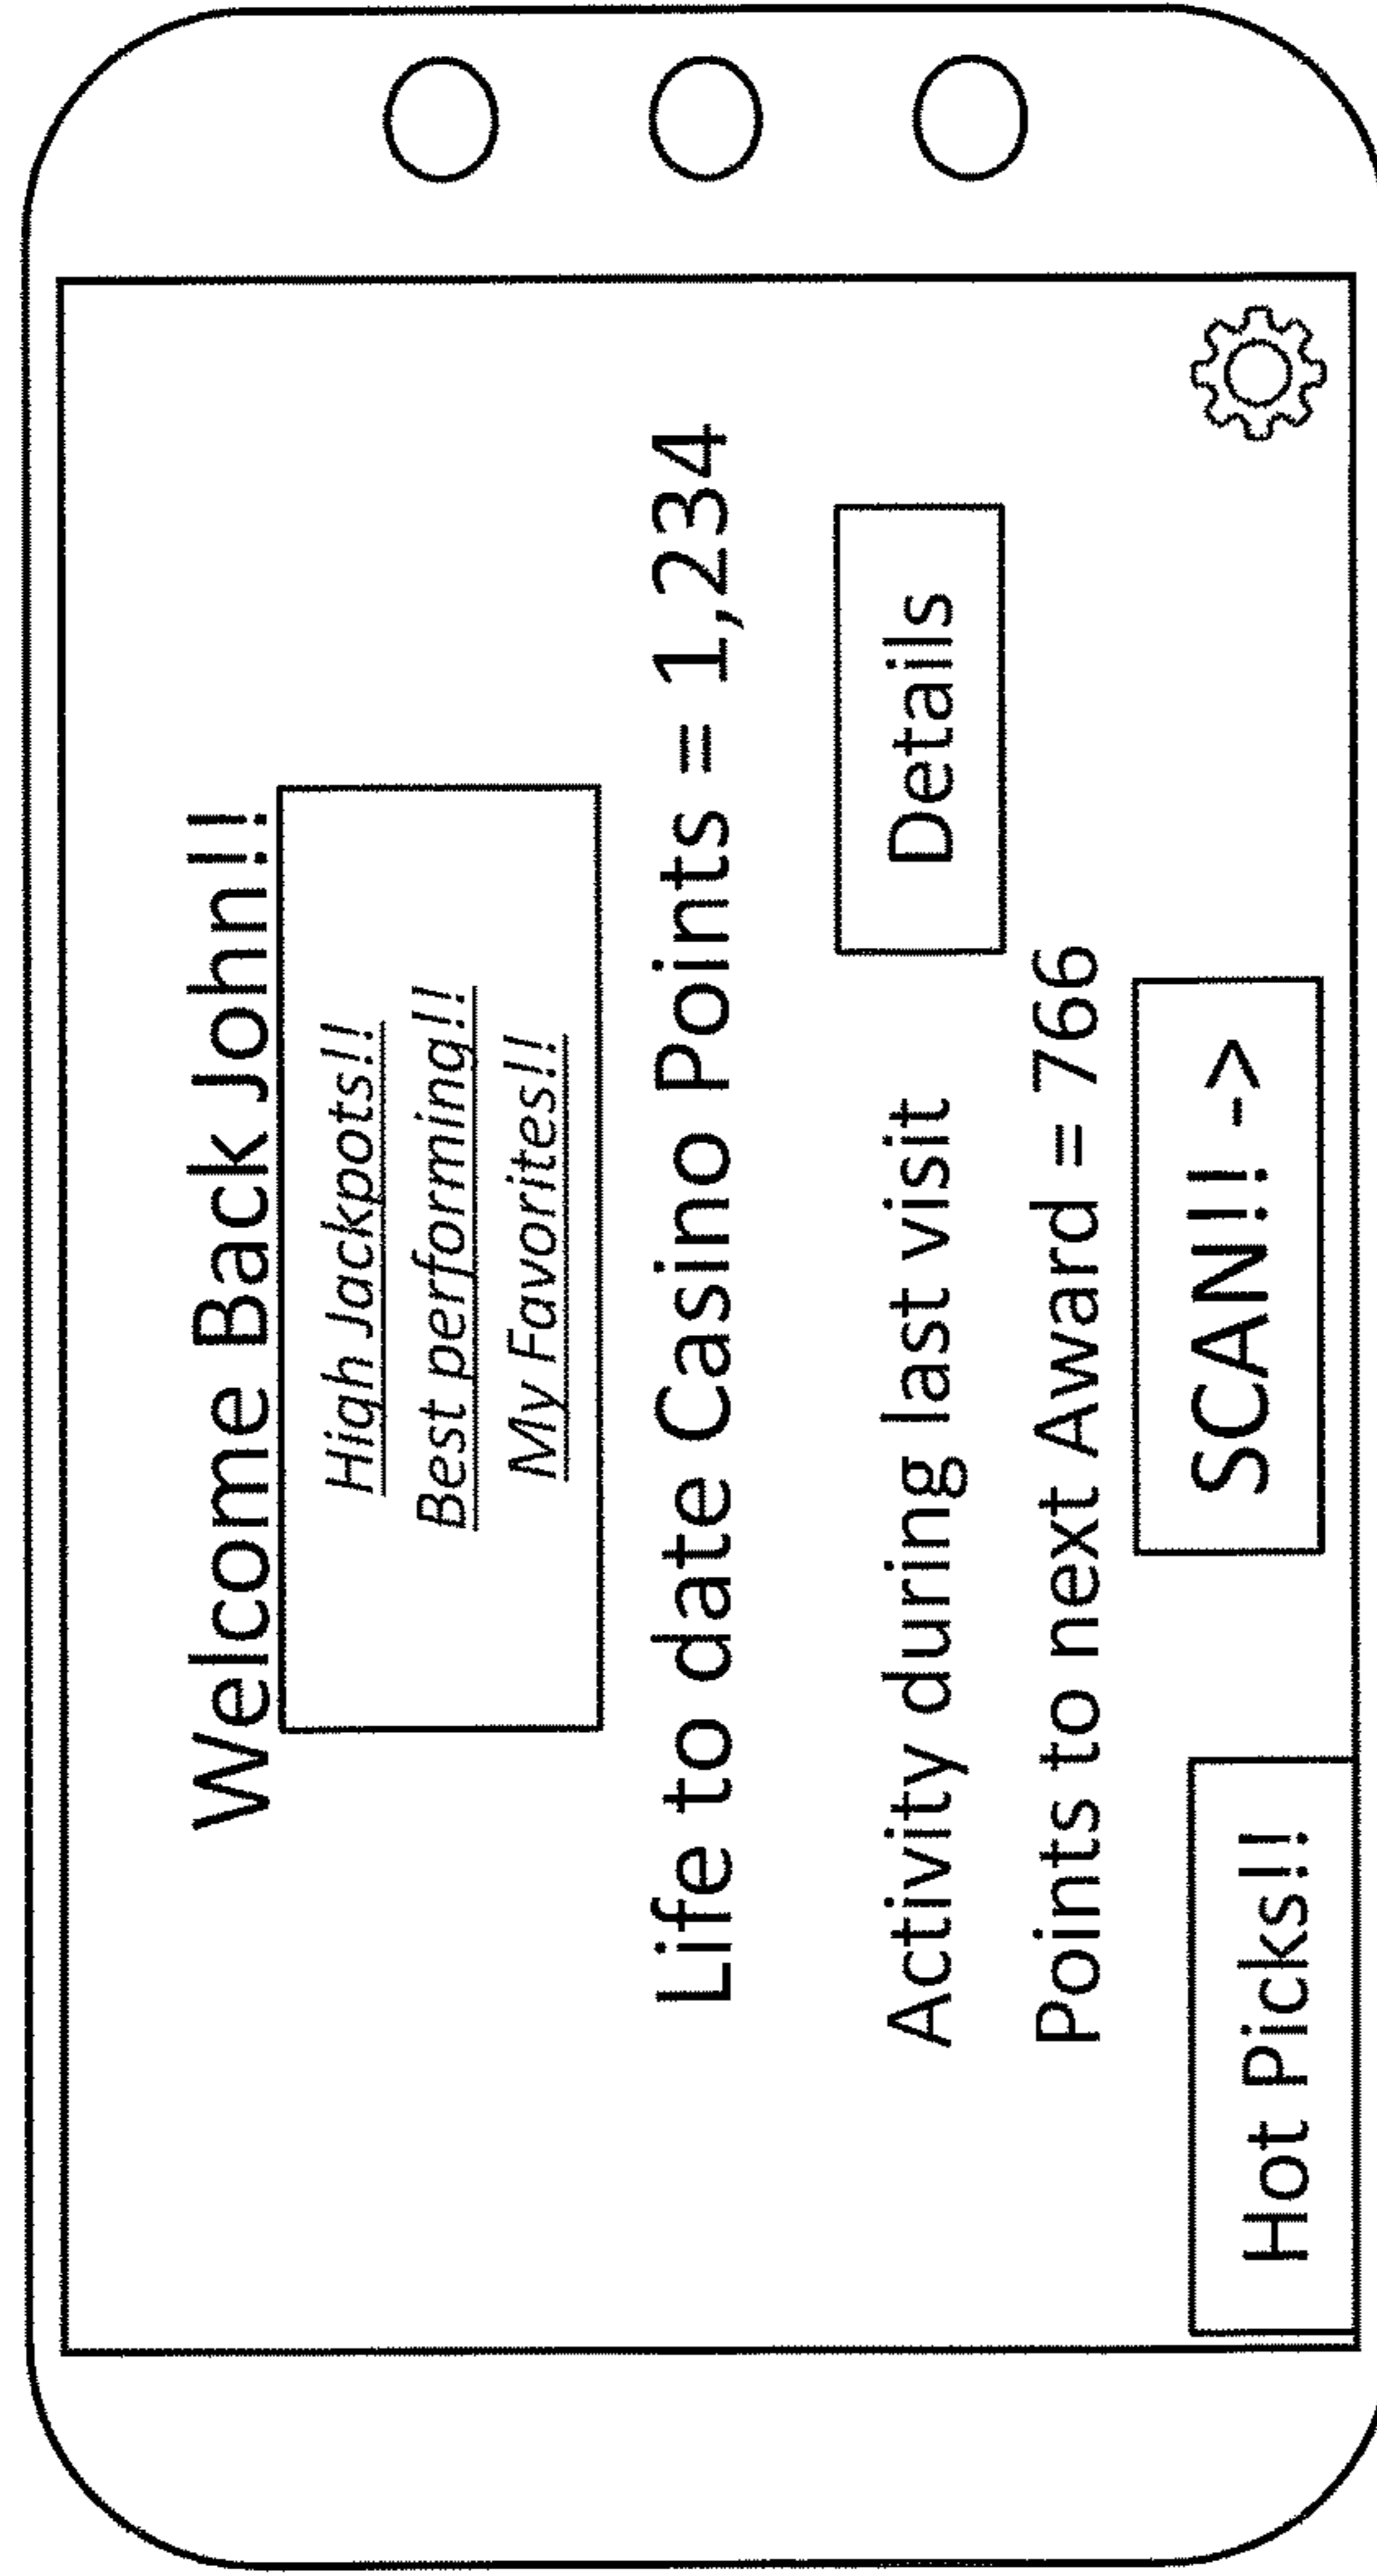 Welcome Back John!!
High Jackpots!!
Best performing!!
My Favorites!!
Life to date Casino Points = 1,234
Activity during last visit
Details
Points to next Award = 766
Hot Picks!!
SCAN!! ->